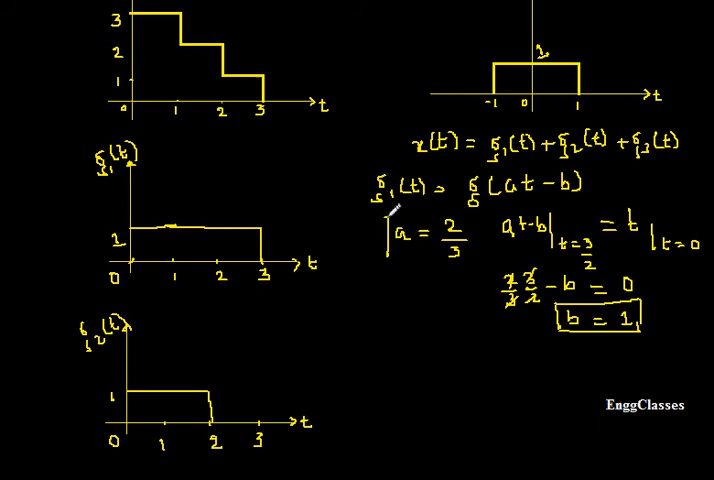 3
2
1
0 1 2 3 t
1
-1 0 1 t
x(t) = g₁(t) + g₂(t) + g₃(t)
g₁(t) = g(at - b)
a = 2/3 at-b|t=3/2 = t|t=0
2/3 3/2 - b = 0
b = 1
g₁(t)
1
0 1 2 3 t
g₂(t)
1
0 1 2 3 t
EnggClasses